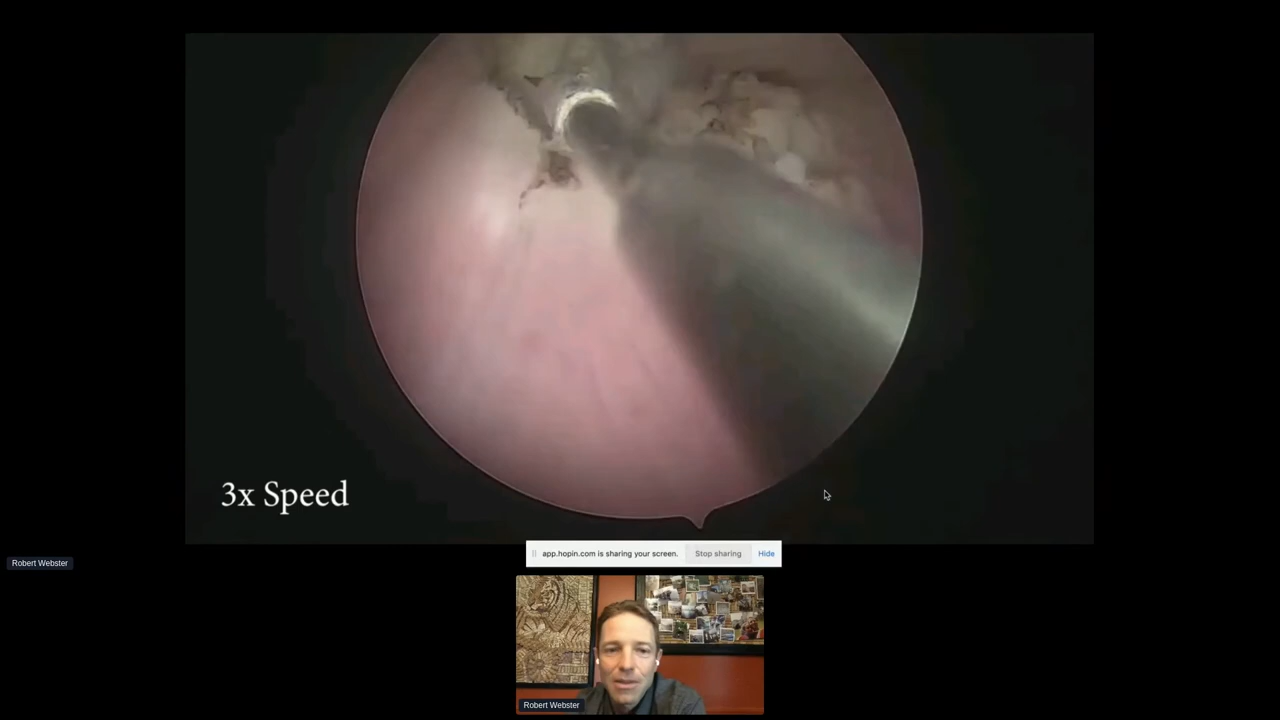 3x Speed
app.hopin.com is sharing your screen. Stop sharing Hide
Robert Webster
Robert Webster